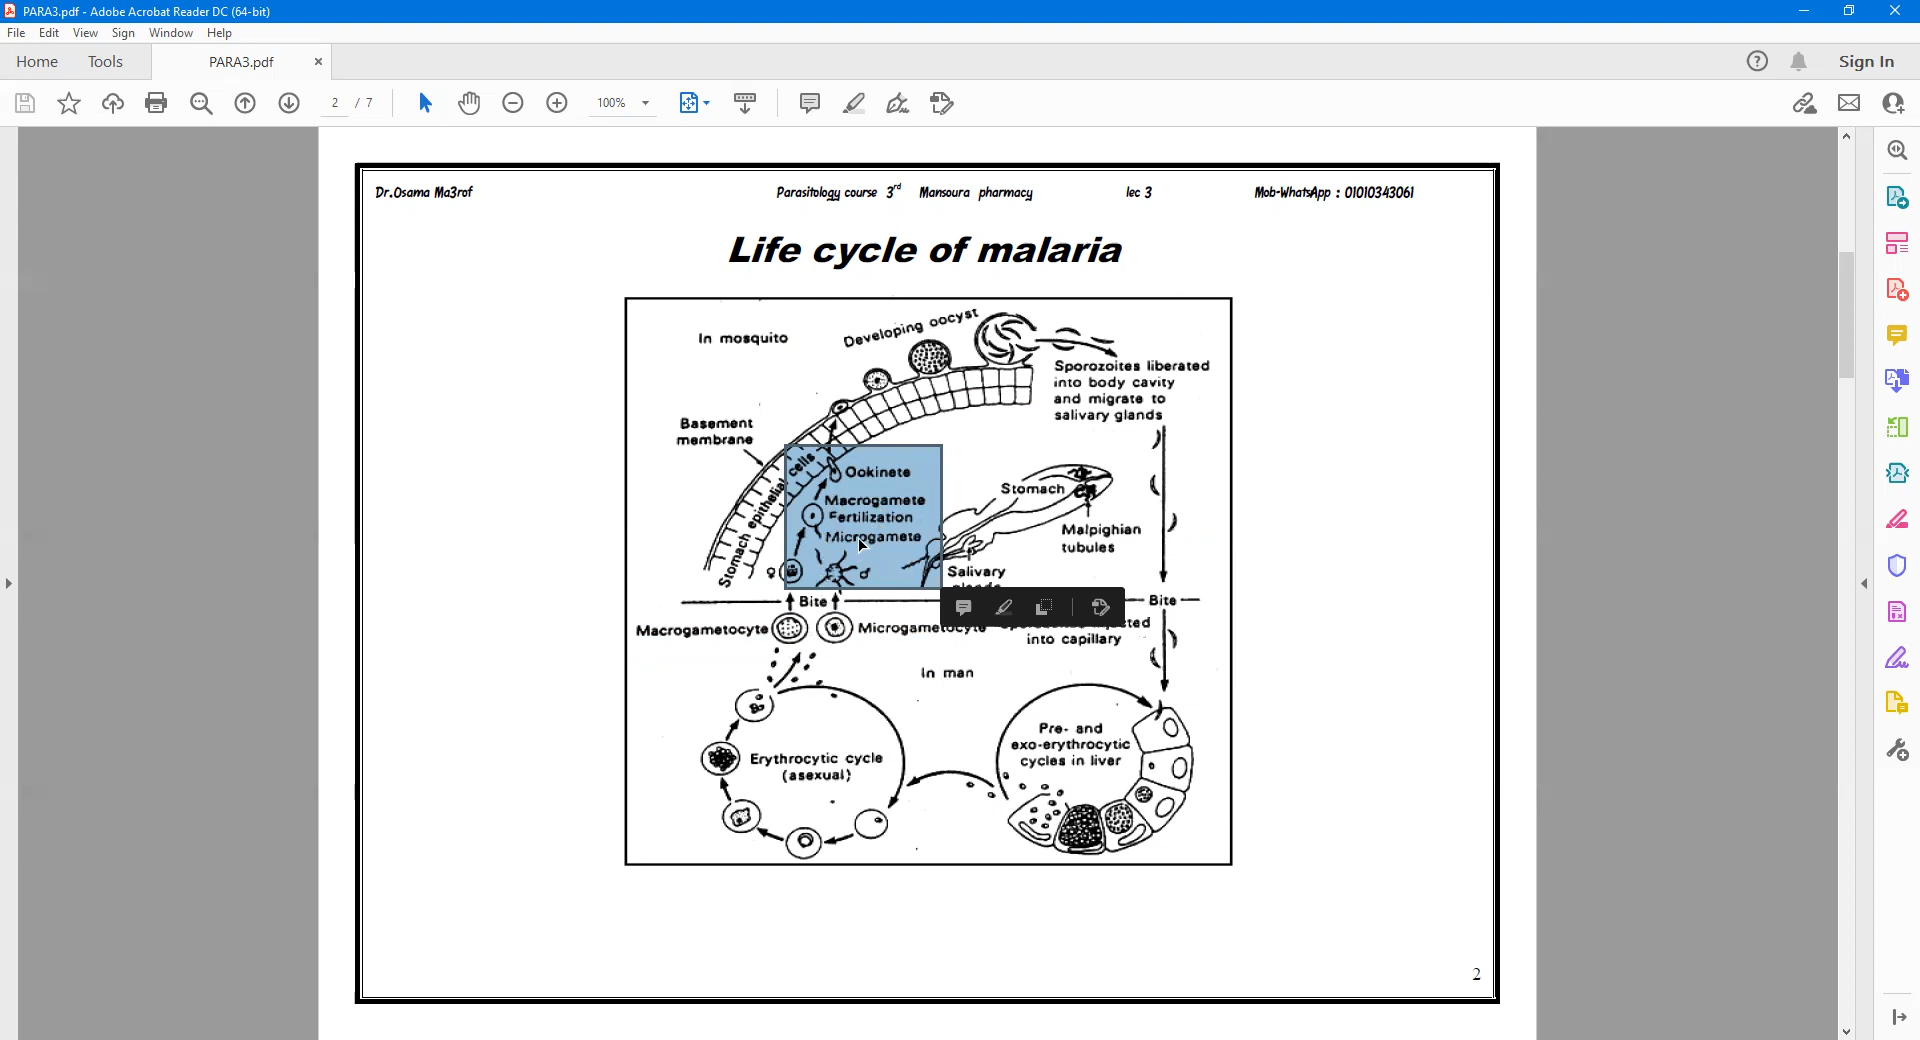 PARA3.pdf - Adobe Acrobat Reader DC (64-bit)
File Edit View Sign Window Help
Home Tools PARA3.pdf Sign In
2 / 7 100%
Dr.Osama Ma3rof Parasitology course 3rd Mansoura pharmacy lec 3 Mob-WhatsApp : 01010343061
Life cycle of malaria
In mosquito
Developing oocyst
Sporozoites liberated
into body cavity
and migrate to
salivary glands
Basement
membrane
Stomach epithelial cells
Ookinete
Macrogamete
Fertilization
Microgamete
Stomach
Malpighian
tubules
Salivary
♀ ♂
Bite
Bite
Macrogametocyte
Microgametocyte
into capillary
In man
Erythrocytic cycle
(asexual)
Pre- and
exo-erythrocytic
cycles in liver
2